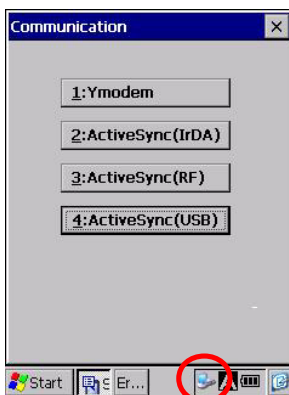 Communication
1:Ymodem
2:ActiveSync(IrDA)
3:ActiveSync(RF)
4:ActiveSync(USB)
Start Er...